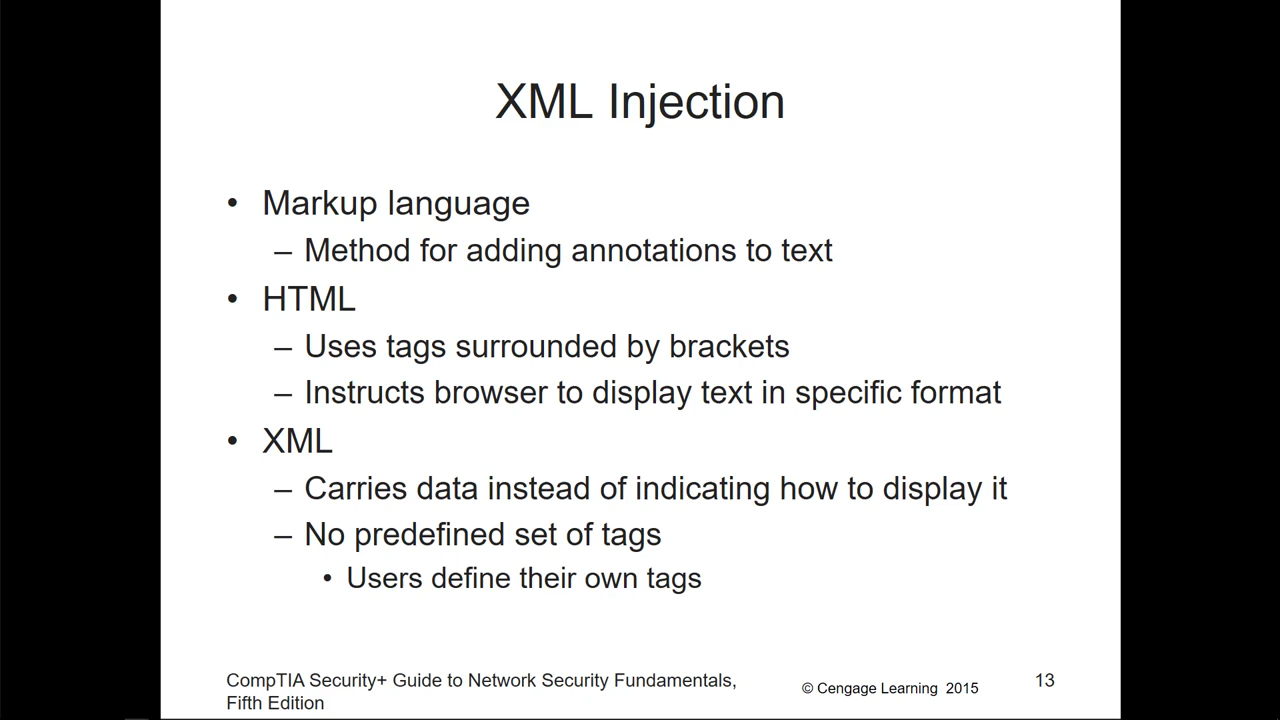 XML Injection
• Markup language
– Method for adding annotations to text
• HTML
– Uses tags surrounded by brackets
– Instructs browser to display text in specific format
• XML
– Carries data instead of indicating how to display it
– No predefined set of tags
• Users define their own tags
CompTIA Security+ Guide to Network Security Fundamentals,
Fifth Edition
© Cengage Learning 2015
13